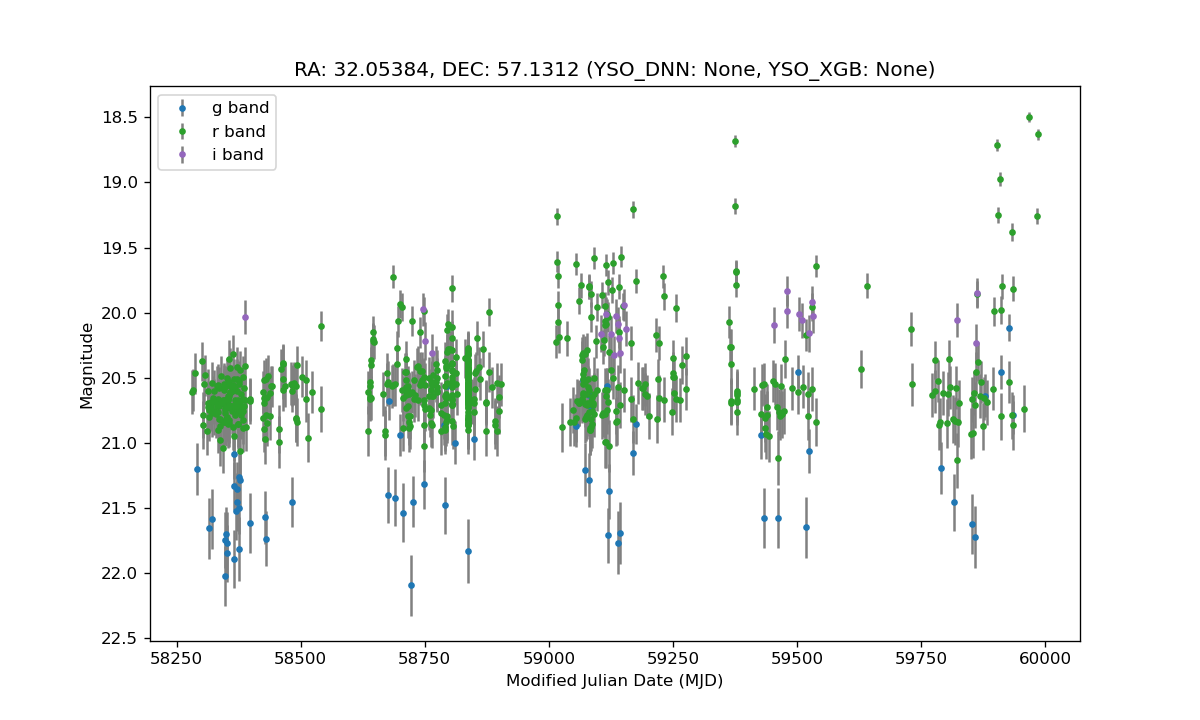 RA: 32.05384, DEC: 57.1312 (YSO_DNN: None, YSO_XGB: None)
g band
r band
i band
18.5
19.0
19.5
20.0
20.5
21.0
21.5
22.0
22.5
Magnitude
58250 58500 58750 59000 59250 59500 59750 60000
Modified Julian Date (MJD)